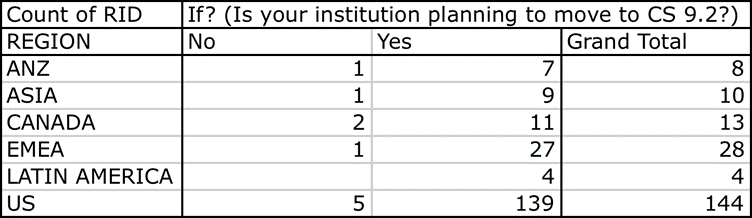 Count of RID If? (Is your institution planning to move to CS 9.2?)
REGION No Yes Grand Total
ANZ 1 7 8
ASIA 1 9 10
CANADA 2 11 13
EMEA 1 27 28
LATIN AMERICA 4 4
US 5 139 144